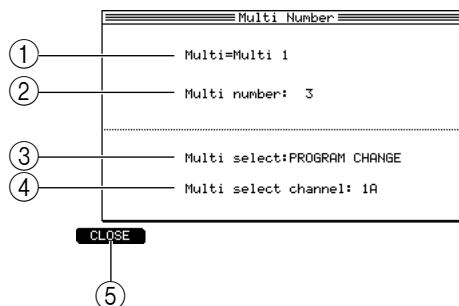 Multi Number
① Multi=Multi 1
② Multi number: 3
③ Multi select:PROGRAM CHANGE
④ Multi select channel: 1A
CLOSE
⑤